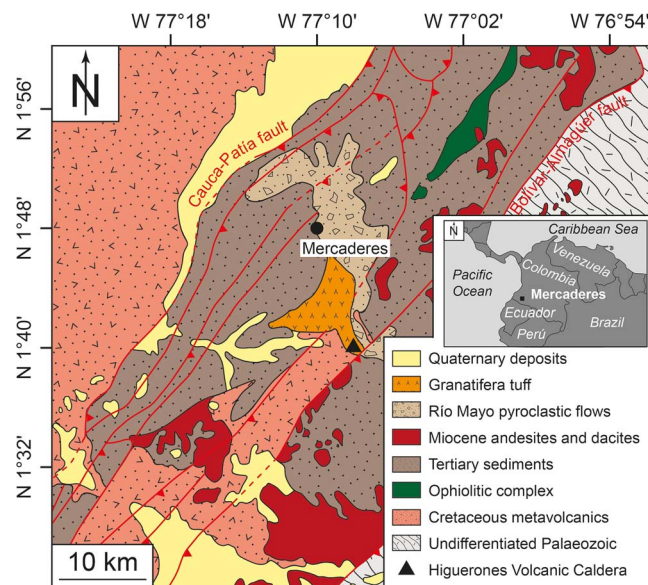 W 77°18'
W 77°10'
W 77°02'
W 76°54'
N 1°56'
N 1°48'
N 1°40'
N 1°32'
N
Cauca-Patía fault
Bolívar-Almaguer fault
Mercaderes
10 km
N
Caribbean Sea
Pacific
Ocean
Venezuela
Colombia
Mercaderes
Ecuador
Perú
Brazil
Quaternary deposits
Granatifera tuff
Río Mayo pyroclastic flows
Miocene andesites and dacites
Tertiary sediments
Ophiolitic complex
Cretaceous metavolcanics
Undifferentiated Palaeozoic
Higuerones Volcanic Caldera